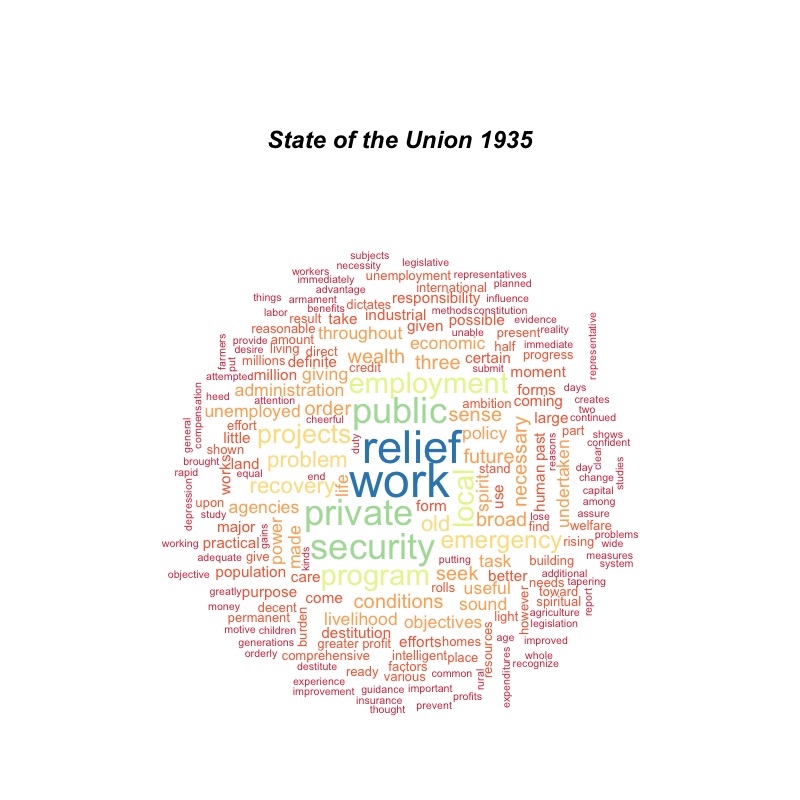 State of the Union 1935
subjects
necessity
legislative
workers
immediately
unemployment
representatives
planned
advantage
international
things
armament
benefits
dictates
responsibility
influence
labor
result
take
industrial
methods
constitution
possible
evidence
reasonable
throughout
given
unable
present
reality
provide
amount
economic
half
immediate
representative
desire
living
direct
wealth
three
certain
progress
farmers
put
millions
definite
credit
submit
moment
attempted
million
giving
employment
forms
days
administration
ambition
coming
creates
heed
attention
compensation
unemployed
order
public
sense
large
two
continued
general
effort
cheerful
little
projects
duty
relief
policy
necessary
past
part
shows
confident
clear
shown
brought
land
problem
future
reasons
undertaken
day
studies
rapid
works
equal
end
work
stand
human
change
recovery
life
local
spirit
use
capital
among
depression
upon
study
agencies
private
form
old
broad
lose
find
assure
welfare
major
power
made
security
emergency
rising
problems
wide
working
practical
gains
adequate
give
kinds
putting
task
building
measures
system
objective
population
care
program
seek
better
additional
needs
tapering
greatly
purpose
rolls
useful
toward
report
money
decent
come
conditions
sound
however
spiritual
permanent
burden
livelihood
objectives
light
agriculture
legislation
motive
children
destitution
efforts
homes
age
improved
generations
greater
profit
resources
orderly
comprehensive
intelligent
place
whole
recognize
destitute
ready
factors
various
common
rural
expenditures
experience
improvement
guidance
important
profits
insurance
thought
prevent